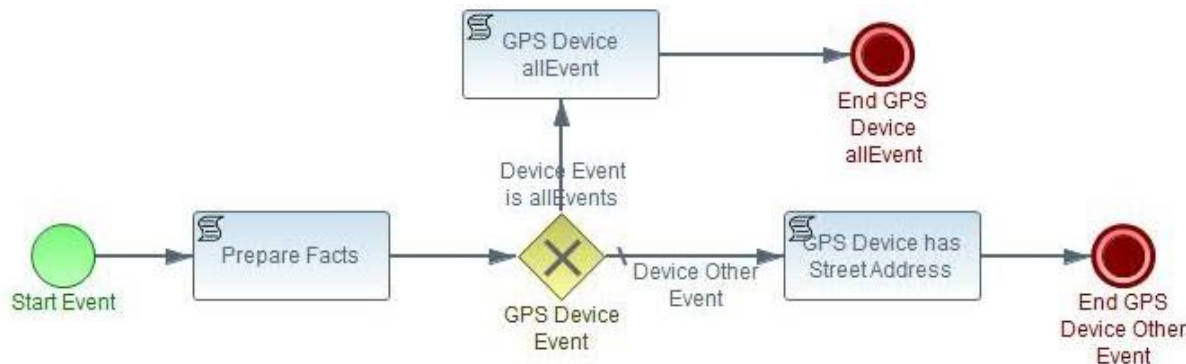 GPS Device
allEvent
End GPS
Device
allEvent
Device Event
is allEvents
Prepare Facts
GPS Device has
Street Address
Start Event
Device Other
Event
GPS Device
Event
End GPS
Device Other
Event